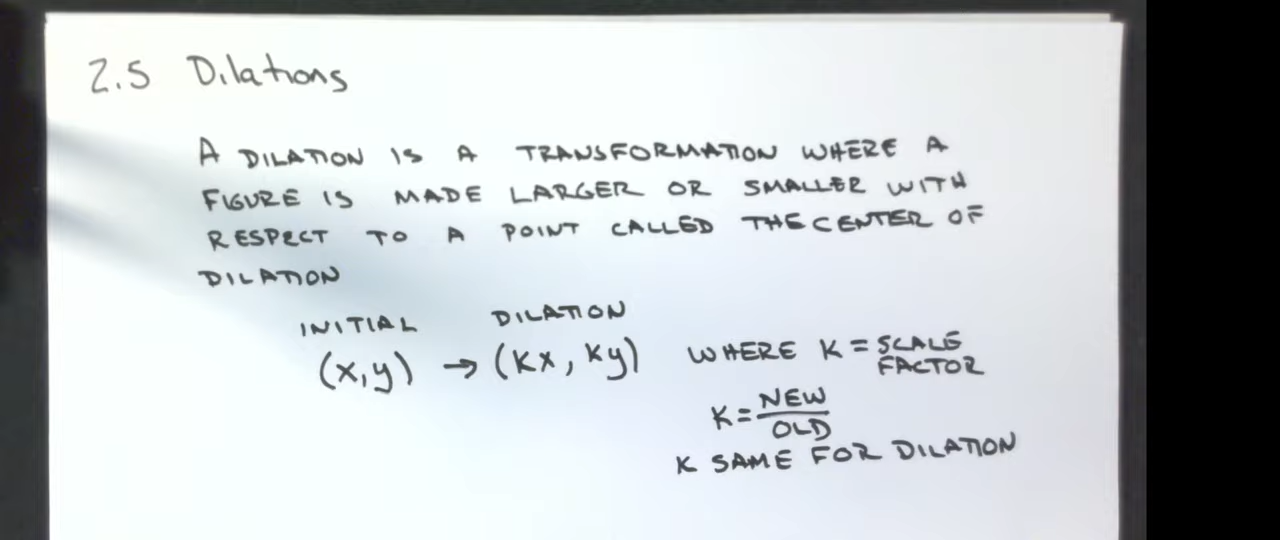 2.5 Dilations
A DILATION IS A TRANSFORMATION WHERE A
FIGURE IS MADE LARGER OR SMALLER WITH
RESPECT TO A POINT CALLED THE CENTER OF
DILATION
INITIAL DILATION
(x,y) → (Kx, Ky) WHERE K = SCALE FACTOR
K = NEW/OLD
K SAME FOR DILATION